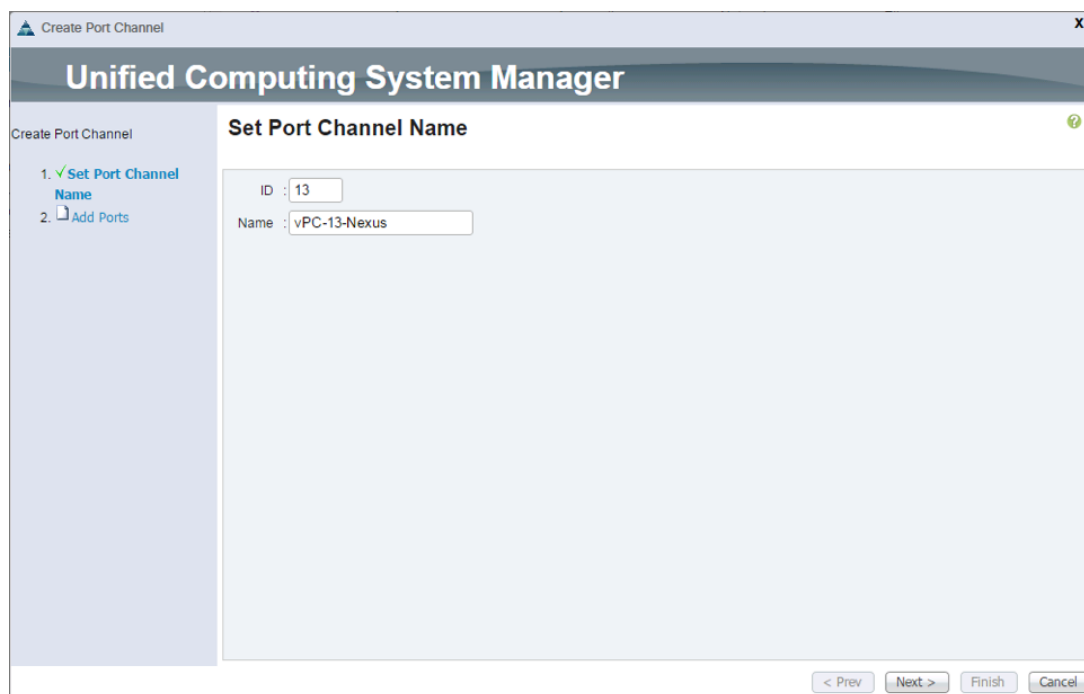 Create Port Channel
X
Unified Computing System Manager
Create Port Channel
1. Set Port Channel
Name
2. Add Ports
Set Port Channel Name
?
ID : 13
Name : vPC-13-Nexus
< Prev Next > Finish Cancel